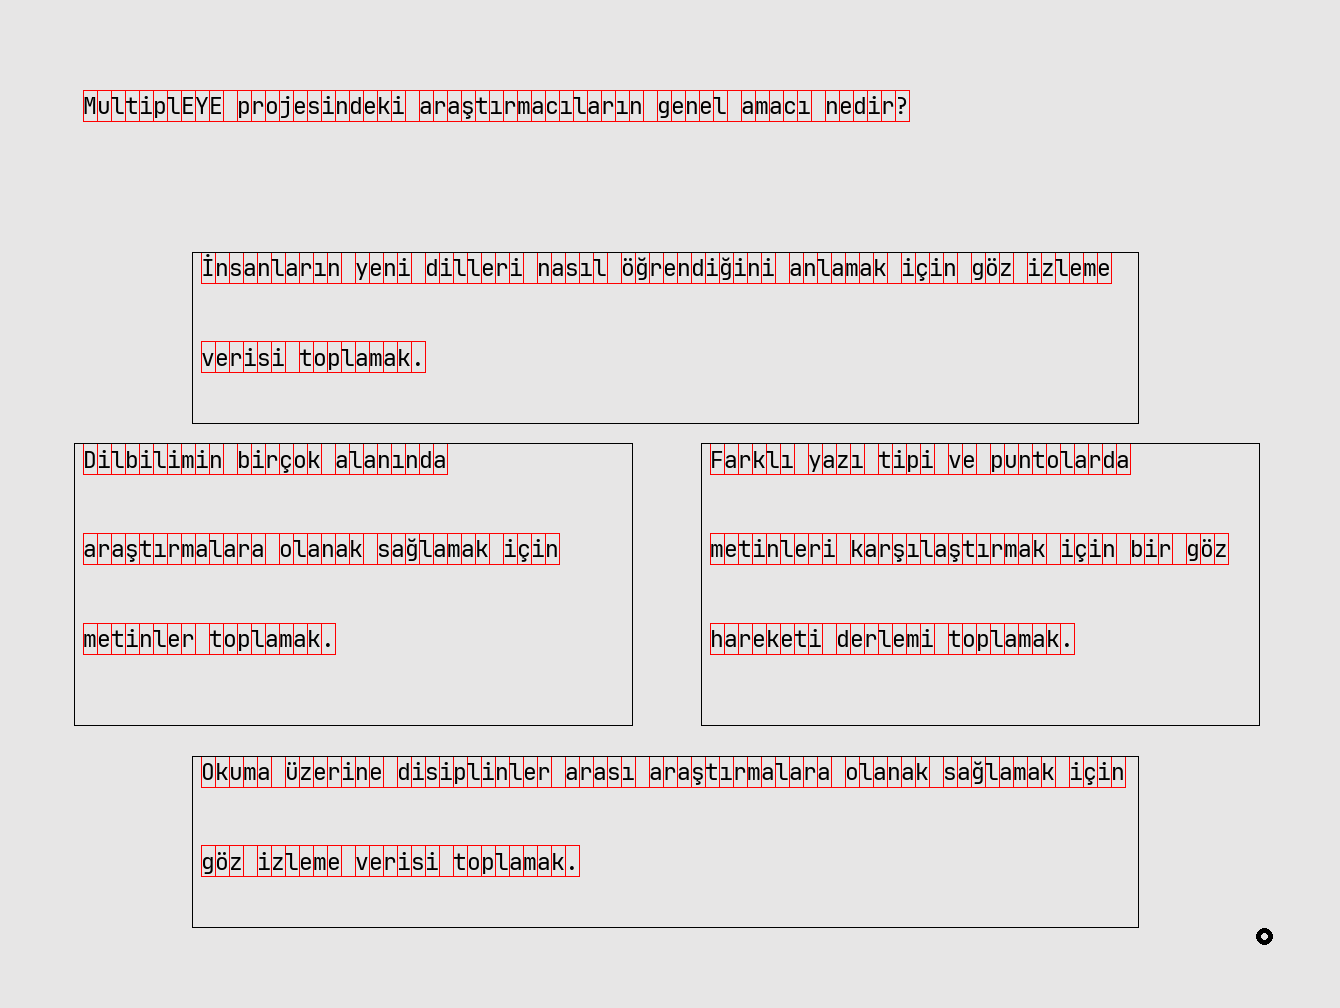 MultiplEYE projesindeki araştırmacıların genel amacı nedir?
İnsanların yeni dilleri nasıl öğrendiğini anlamak için göz izleme
verisi toplamak.
Dilbilimin birçok alanında
araştırmalara olanak sağlamak için
metinler toplamak.
Farklı yazı tipi ve puntolarda
metinleri karşılaştırmak için bir göz
hareketi derlemi toplamak.
Okuma üzerine disiplinler arası araştırmalara olanak sağlamak için
göz izleme verisi toplamak.